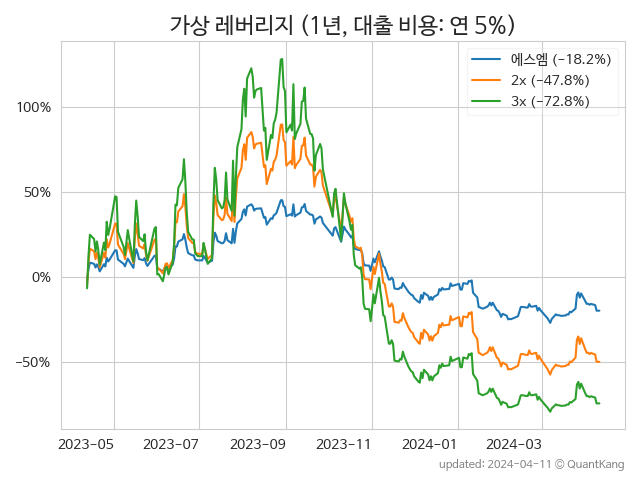 가상 레버리지 (1년, 대출 비용: 연 5%)
에스엠 (−18.2%)
2x (−47.8%)
3x (−72.8%)
100%
50%
0%
−50%
2023-05 2023-07 2023-09 2023-11 2024-01 2024-03
updated: 2024-04-11 © QuantKang